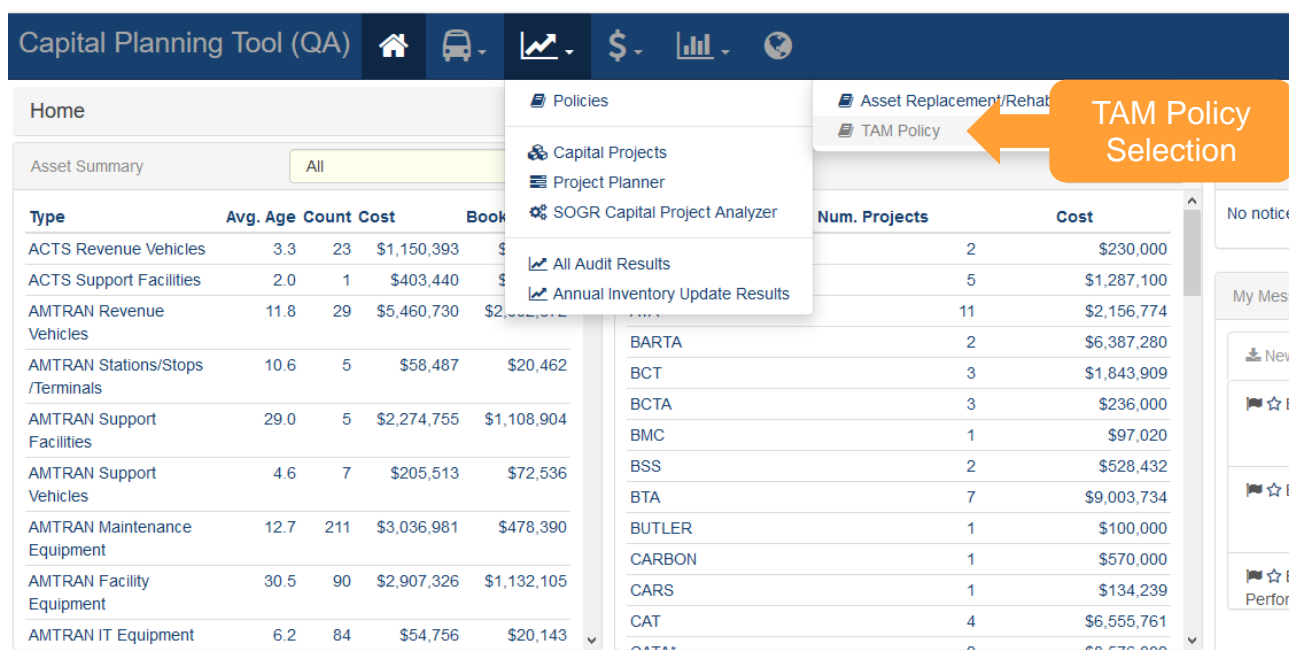 Capital Planning Tool (QA)
$
Policies
Capital Projects
Project Planner
SOGR Capital Project Analyzer
All Audit Results
Annual Inventory Update Results
Asset Replacement/Rehab
TAM Policy
TAM Policy
Selection
Home
Asset Summary
All
Type Avg. Age Count Cost Book
ACTS Revenue Vehicles 3.3 23 $1,150,393 $
ACTS Support Facilities 2.0 1 $403,440 $
AMTRAN Revenue 11.8 29 $5,460,730
Vehicles
AMTRAN Stations/Stops 10.6 5 $58,487 $20,462
/Terminals
AMTRAN Support 29.0 5 $2,274,755 $1,108,904
Facilities
AMTRAN Support 4.6 7 $205,513 $72,536
Vehicles
AMTRAN Maintenance 12.7 211 $3,036,981 $478,390
Equipment
AMTRAN Facility 30.5 90 $2,907,326 $1,132,105
Equipment
AMTRAN IT Equipment 6.2 84 $54,756 $20,143
Num. Projects Cost
2 $230,000
5 $1,287,100
11 $2,156,774
BARTA 2 $6,387,280
BCT 3 $1,843,909
BCTA 3 $236,000
BMC 1 $97,020
BSS 2 $528,432
BTA 7 $9,003,734
BUTLER 1 $100,000
CARBON 1 $570,000
CARS 1 $134,239
CAT 4 $6,555,761
No notice
My Mes
New
Perfor